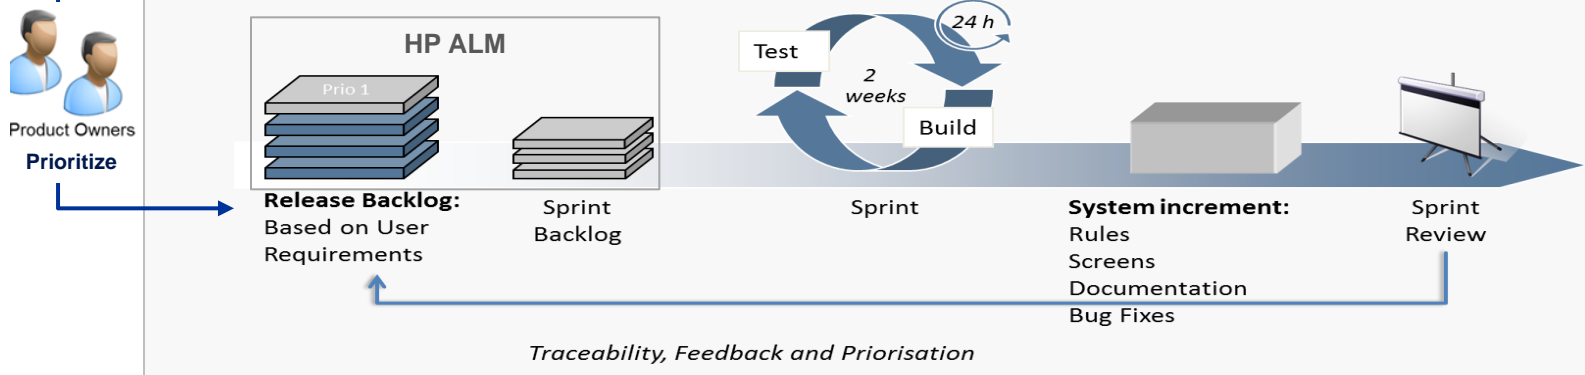 Product Owners
Prioritize
HP ALM
Prio 1
Release Backlog:
Based on User
Requirements
Sprint
Backlog
Test
2
weeks
24 h
Build
Sprint
System increment:
Rules
Screens
Documentation
Bug Fixes
Sprint
Review
Traceability, Feedback and Priorisation